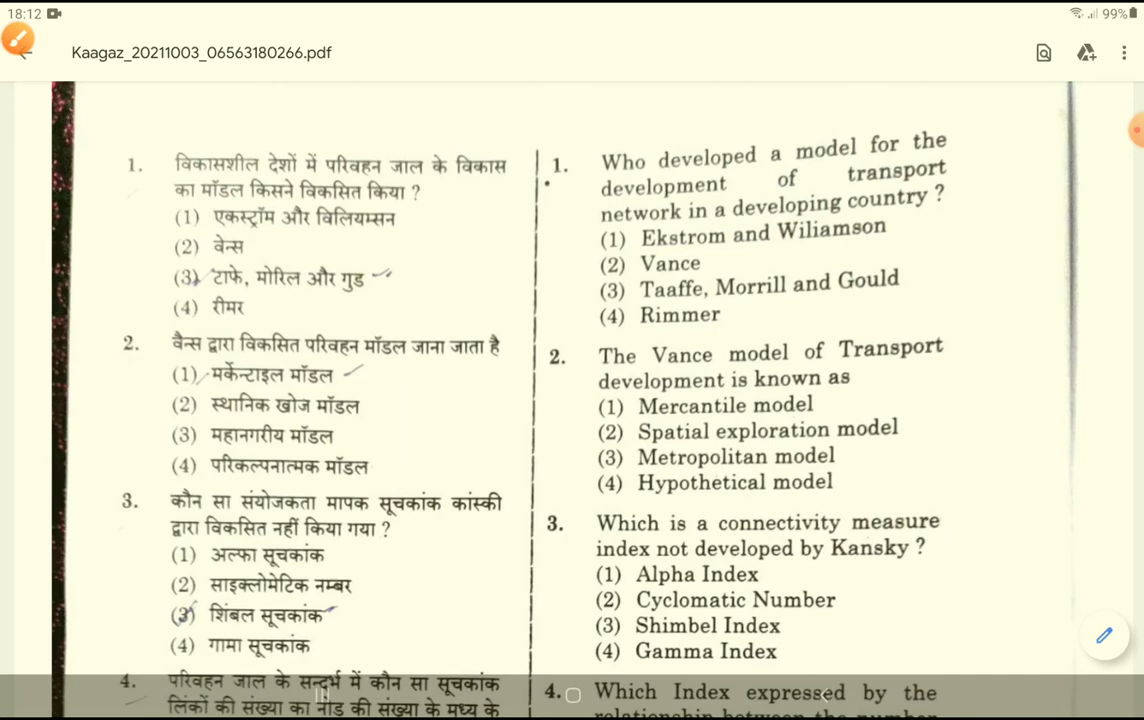 18:12
99%
Kaagaz_20211003_06563180266.pdf
1. विकासशील देशों में परिवहन जाल के विकास
का मॉडल किसने विकसित किया ?
(1) एकस्ट्रॉम और विलियम्सन
(2) वेन्स
(3) टाफे, मोरिल और गुड
(4) रीमर
2. वैन्स द्वारा विकसित परिवहन मॉडल जाना जाता है
(1) मर्केन्टाइल मॉडल
(2) स्थानिक खोज मॉडल
(3) महानगरीय मॉडल
(4) परिकल्पनात्मक मॉडल
3. कौन सा संयोजकता मापक सूचकांक कांस्की
द्वारा विकसित नहीं किया गया ?
(1) अल्फा सूचकांक
(2) साइक्लोमेटिक नम्बर
(3) शिंबल सूचकांक
(4) गामा सूचकांक
4. परिवहन जाल के सन्दर्भ में कौन सा सूचकांक
लिंकों की संख्या का नोड की संख्या के मध्य के
1. Who developed a model for the
development of transport
network in a developing country ?
(1) Ekstrom and Wiliamson
(2) Vance
(3) Taaffe, Morrill and Gould
(4) Rimmer
2. The Vance model of Transport
development is known as
(1) Mercantile model
(2) Spatial exploration model
(3) Metropolitan model
(4) Hypothetical model
3. Which is a connectivity measure
index not developed by Kansky ?
(1) Alpha Index
(2) Cyclomatic Number
(3) Shimbel Index
(4) Gamma Index
4. Which Index expressed by the
relationship between the number